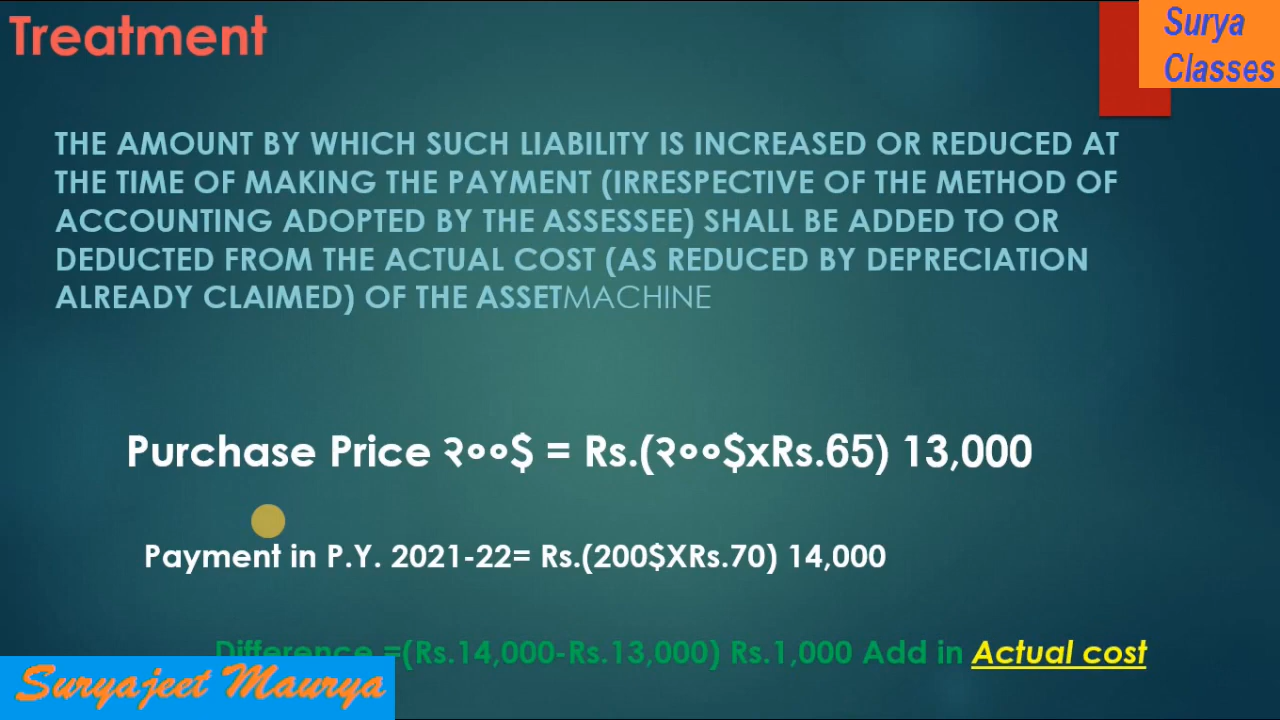 Treatment
Surya
Classes
THE AMOUNT BY WHICH SUCH LIABILITY IS INCREASED OR REDUCED AT
THE TIME OF MAKING THE PAYMENT (IRRESPECTIVE OF THE METHOD OF
ACCOUNTING ADOPTED BY THE ASSESSEE) SHALL BE ADDED TO OR
DEDUCTED FROM THE ACTUAL COST (AS REDUCED BY DEPRECIATION
ALREADY CLAIMED) OF THE ASSETMACHINE
Purchase Price २००$ = Rs.(२००$xRs.65) 13,000
Payment in P.Y. 2021-22= Rs.(200$XRs.70) 14,000
Difference =(Rs.14,000-Rs.13,000) Rs.1,000 Add in Actual cost
Suryajeet Maurya